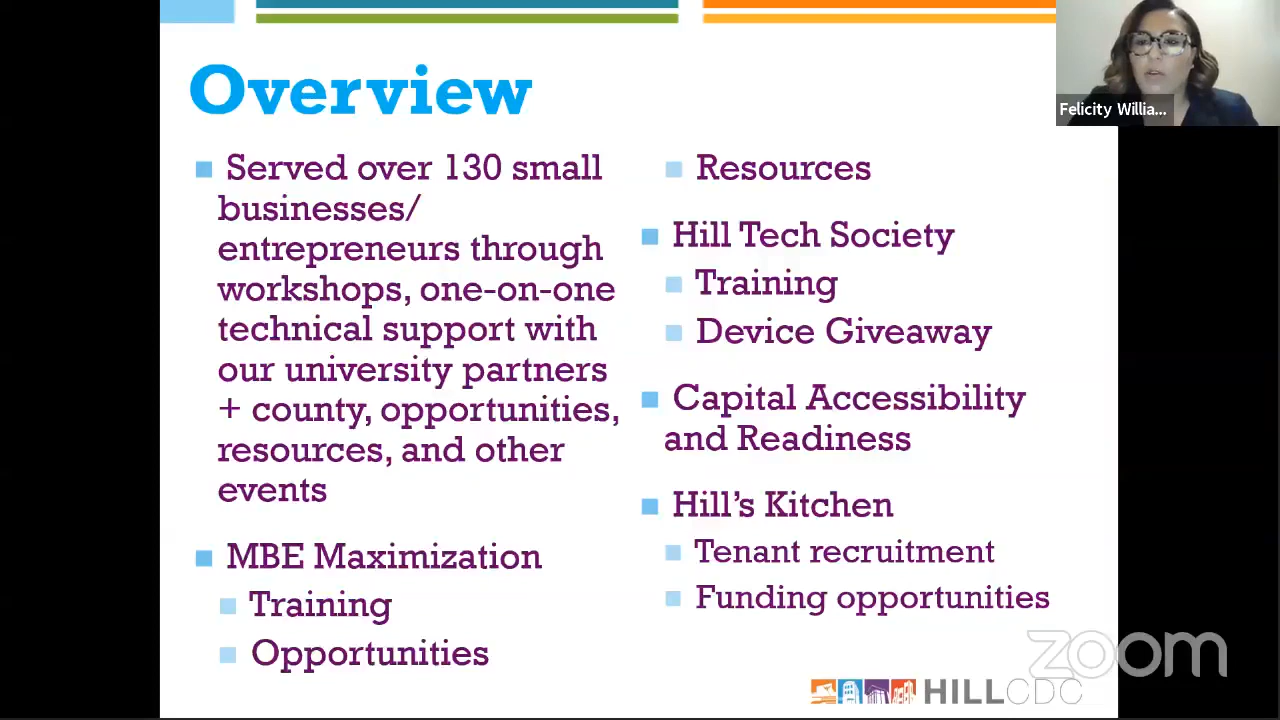 Overview
Served over 130 small
businesses/
entrepreneurs through
workshops, one-on-one
technical support with
our university partners
+ county, opportunities,
resources, and other
events
MBE Maximization
Training
Opportunities
Resources
Hill Tech Society
Training
Device Giveaway
Capital Accessibility
and Readiness
Hill's Kitchen
Tenant recruitment
Funding opportunities
Felicity Willia...
zoom
HILLCDC